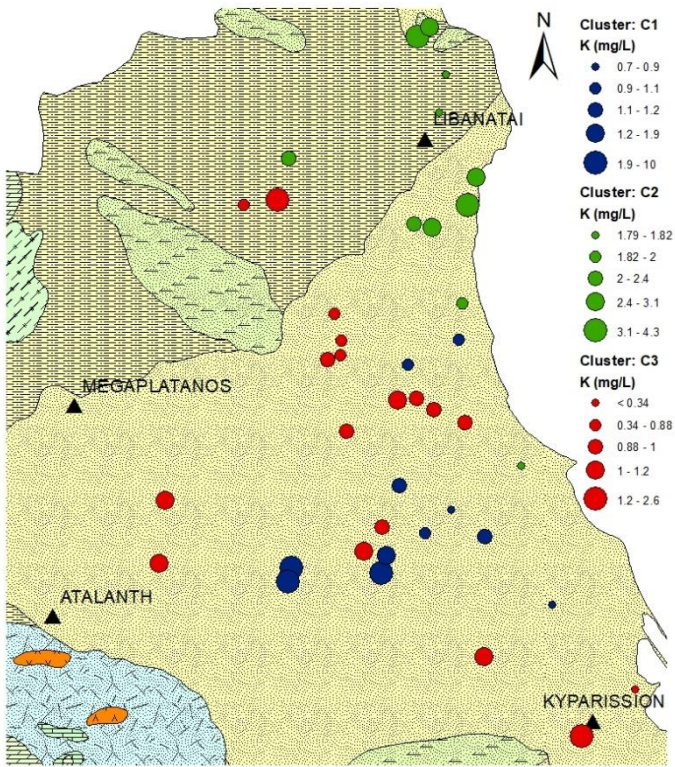 N
Cluster: C1
K (mg/L)
0.7 - 0.9
0.9 - 1.1
1.1 - 1.2
1.2 - 1.9
1.9 - 10
Cluster: C2
K (mg/L)
1.79 - 1.82
1.82 - 2
2 - 2.4
2.4 - 3.1
3.1 - 4.3
Cluster: C3
K (mg/L)
< 0.34
0.34 - 0.88
0.88 - 1
1 - 1.2
1.2 - 2.6
LIBANATAI
MEGAPLATANOS
ATALANTH
KYPARISSION